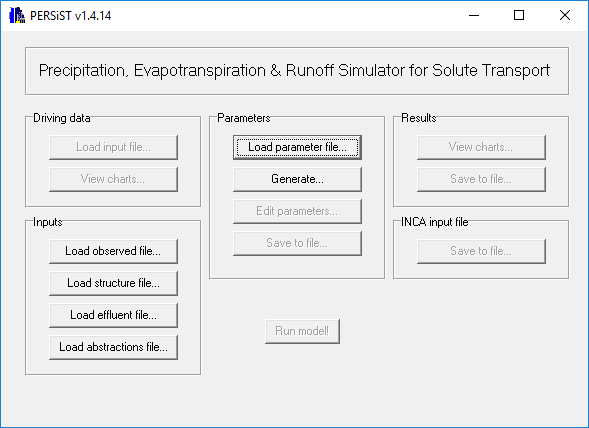 PERSiST v1.4.14
Precipitation, Evapotranspiration & Runoff Simulator for Solute Transport
Driving data
Load input file...
View charts...
Inputs
Load observed file...
Load structure file...
Load effluent file...
Load abstractions file...
Parameters
Load parameter file...
Generate...
Edit parameters...
Save to file...
Run model!
Results
View charts...
Save to file...
INCA input file
Save to file...